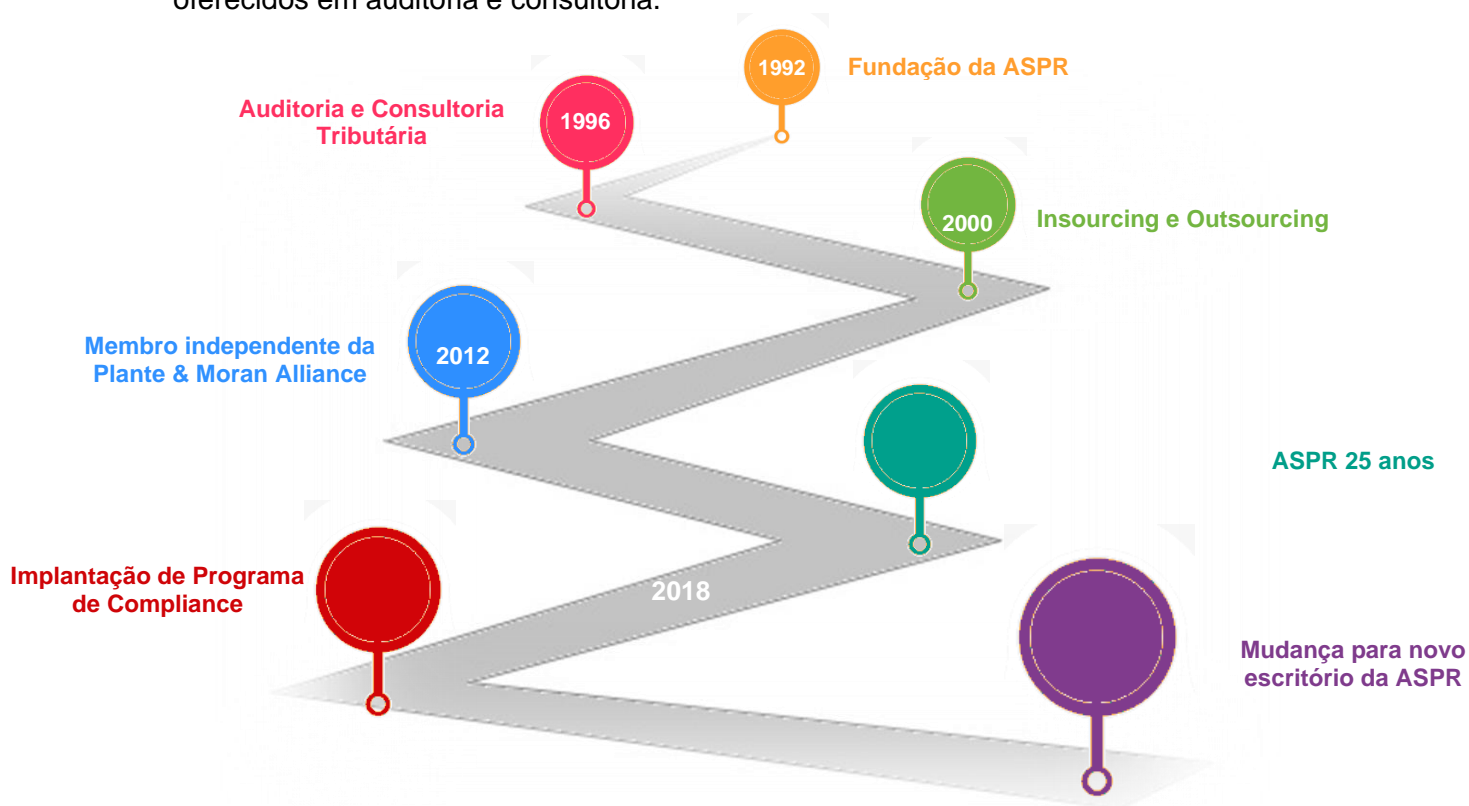 oferecidos em auditoria e consultoria.
1992
Fundação da ASPR
Auditoria e Consultoria
Tributária
1996
2000
Insourcing e Outsourcing
Membro independente da
Plante & Moran Alliance
2012
ASPR 25 anos
Implantação de Programa
de Compliance
2018
Mudança para novo
escritório da ASPR